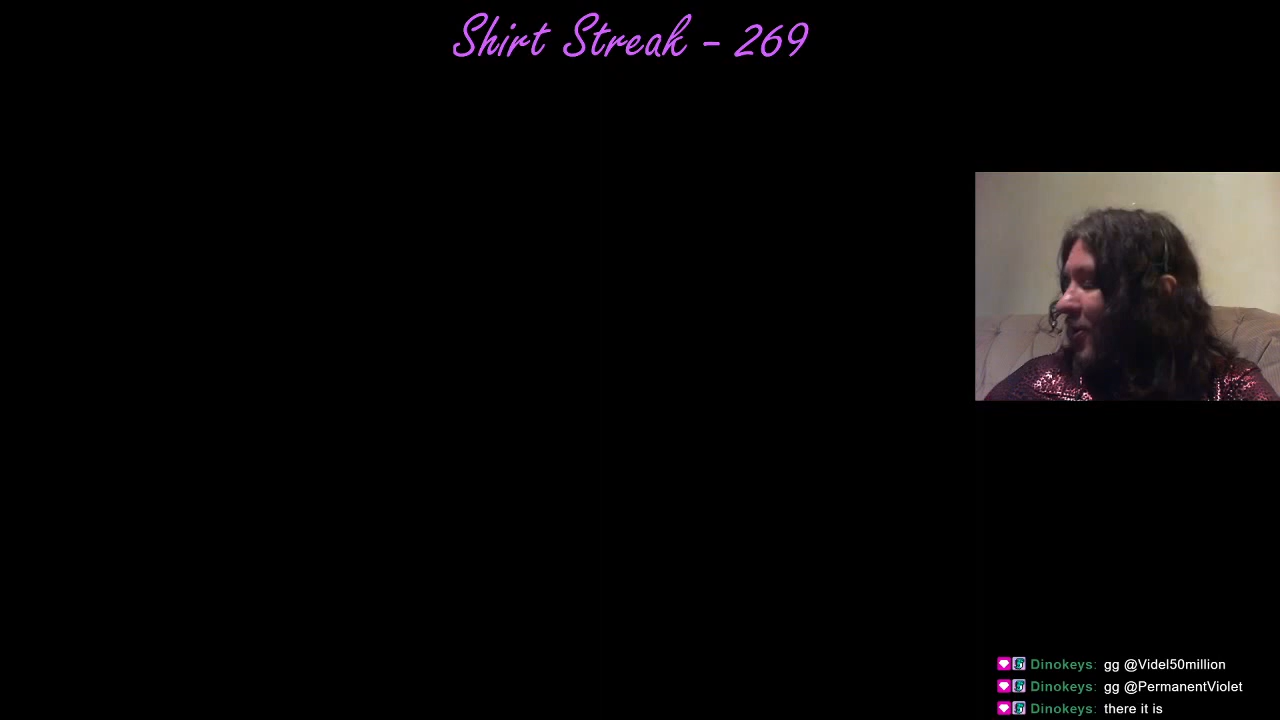 Shirt Streak - 269
Dinokeys: gg @Videl50million
Dinokeys: gg @PermanentViolet
Dinokeys: there it is